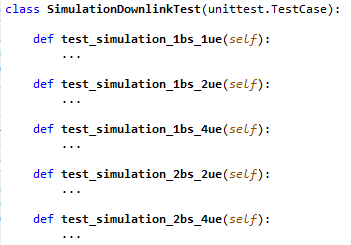 class SimulationDownlinkTest(unittest.TestCase):
def test_simulation_1bs_1ue(self):
...
def test_simulation_1bs_2ue(self):
...
def test_simulation_1bs_4ue(self):
...
def test_simulation_2bs_2ue(self):
...
def test_simulation_2bs_4ue(self):
...